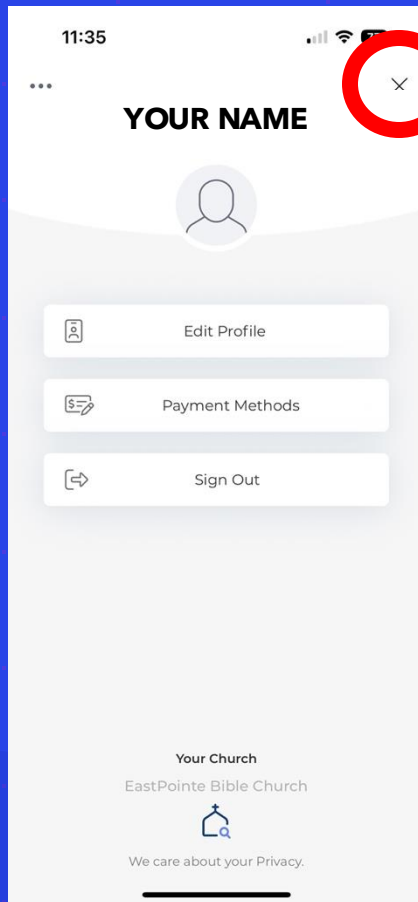 11:35
YOUR NAME
Edit Profile
Payment Methods
Sign Out
Your Church
EastPointe Bible Church
We care about your Privacy.